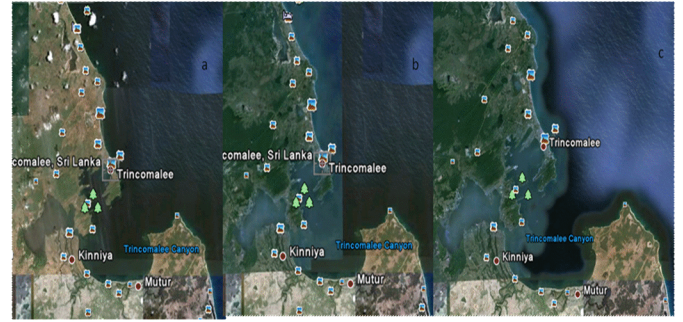 a
comalee, Sri Lanka
Trincomalee
Trincomalee Canyon
Kinniya
Mutur
b
comalee, Sri Lanka
Trincomalee
Trincomalee Canyon
Kinniya
Mutur
c
Trincomalee
Trincomalee Canyon
Kinniya
Mutur